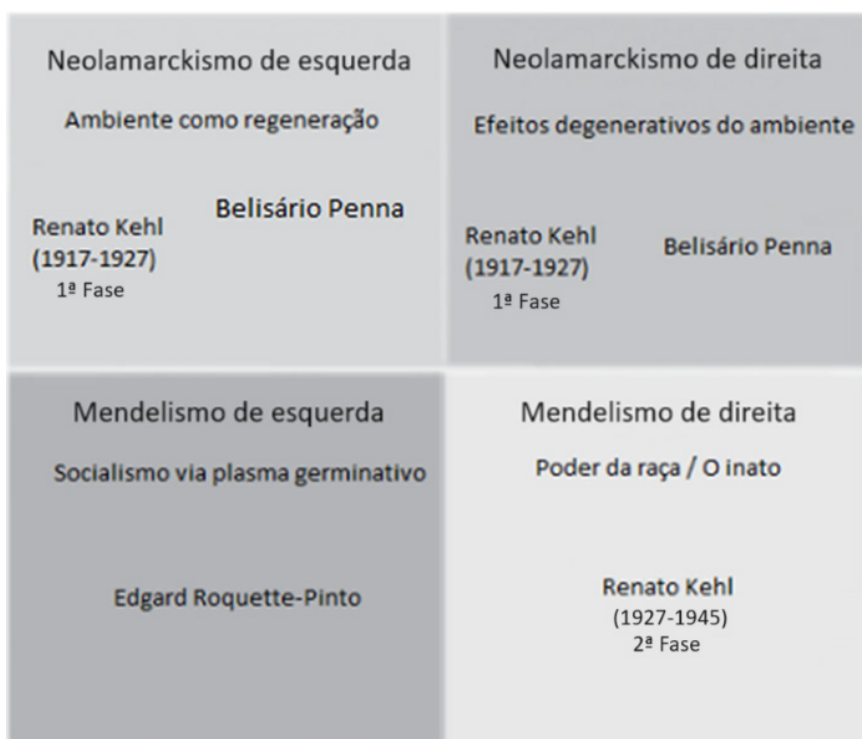 Neolamarckismo de esquerda
Ambiente como regeneração
Belisário Penna
Renato Kehl
(1917-1927)
1ª Fase
Neolamarckismo de direita
Efeitos degenerativos do ambiente
Renato Kehl
(1917-1927)
1ª Fase
Belisário Penna
Mendelismo de esquerda
Socialismo via plasma germinativo
Edgard Roquette-Pinto
Mendelismo de direita
Poder da raça / O inato
Renato Kehl
(1927-1945)
2ª Fase